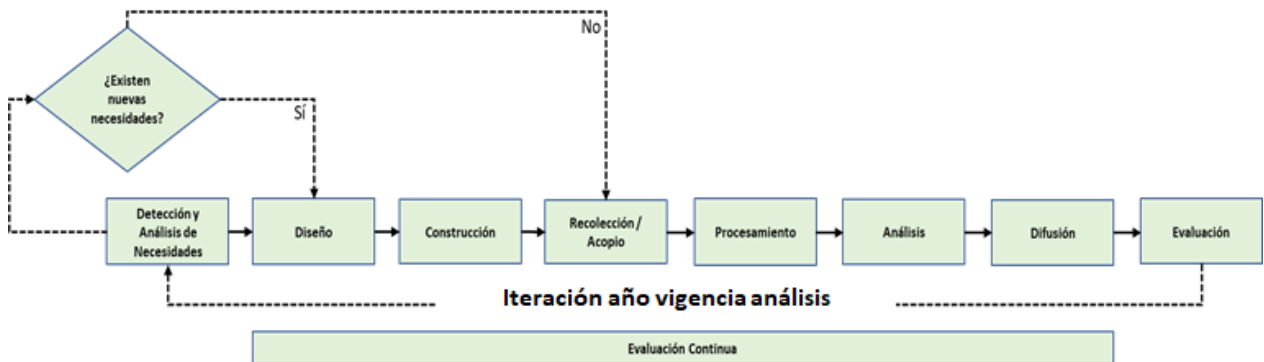 No
¿Existen
nuevas
necesidades?
Sí
Detección y
Análisis de
Necesidades
Diseño
Construcción
Recolección /
Acopio
Procesamiento
Análisis
Difusión
Evaluación
Iteración año vigencia análisis
Evaluación Continua